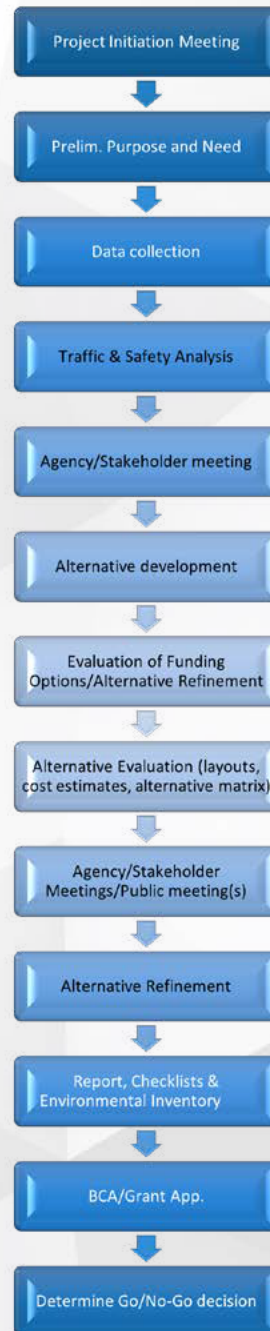 Project Initiation Meeting
Prelim. Purpose and Need
Data collection
Traffic & Safety Analysis
Agency/Stakeholder meeting
Alternative development
Evaluation of Funding
Options/Alternative Refinement
Alternative Evaluation (layouts,
cost estimates, alternative matrix)
Agency/Stakeholder
Meetings/Public meeting(s)
Alternative Refinement
Report, Checklists &
Environmental Inventory
BCA/Grant App.
Determine Go/No-Go decision